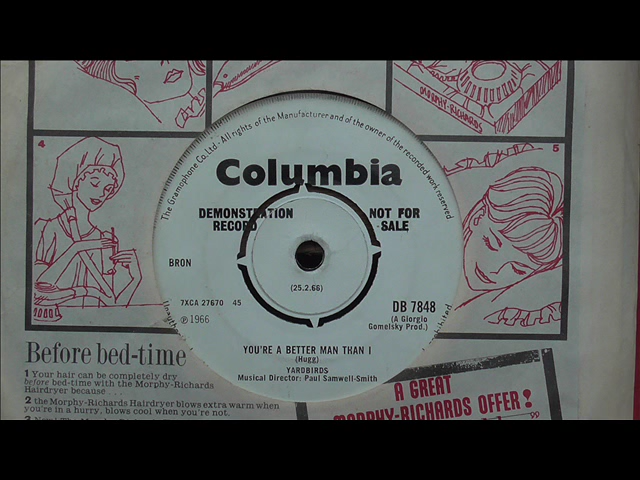 MORPHY-RICHARDS
4
5
The Gramophone Co. Ltd - All rights of the Manufacturer and of the owner of the recorded work reserved
Columbia
DEMONSTRATION RECORD
NOT FOR SALE
BRON
(25.2.66)
7XCA 27670 45
DB 7848
℗ 1966
(A Giorgio
Gomelsky Prod.)
YOU'RE A BETTER MAN THAN I
(Hugg)
YARDBIRDS
Musical Director: Paul Samwell-Smith
Before bed-time
1 Your hair can be completely dry
before bed-time with the Morphy-Richards
Hairdryer because . . .
2 the Morphy-Richards Hairdryer blows extra warm when
you're in a hurry, blows cool when you're not.
A GREAT
MORPHY-RICHARDS OFFER!